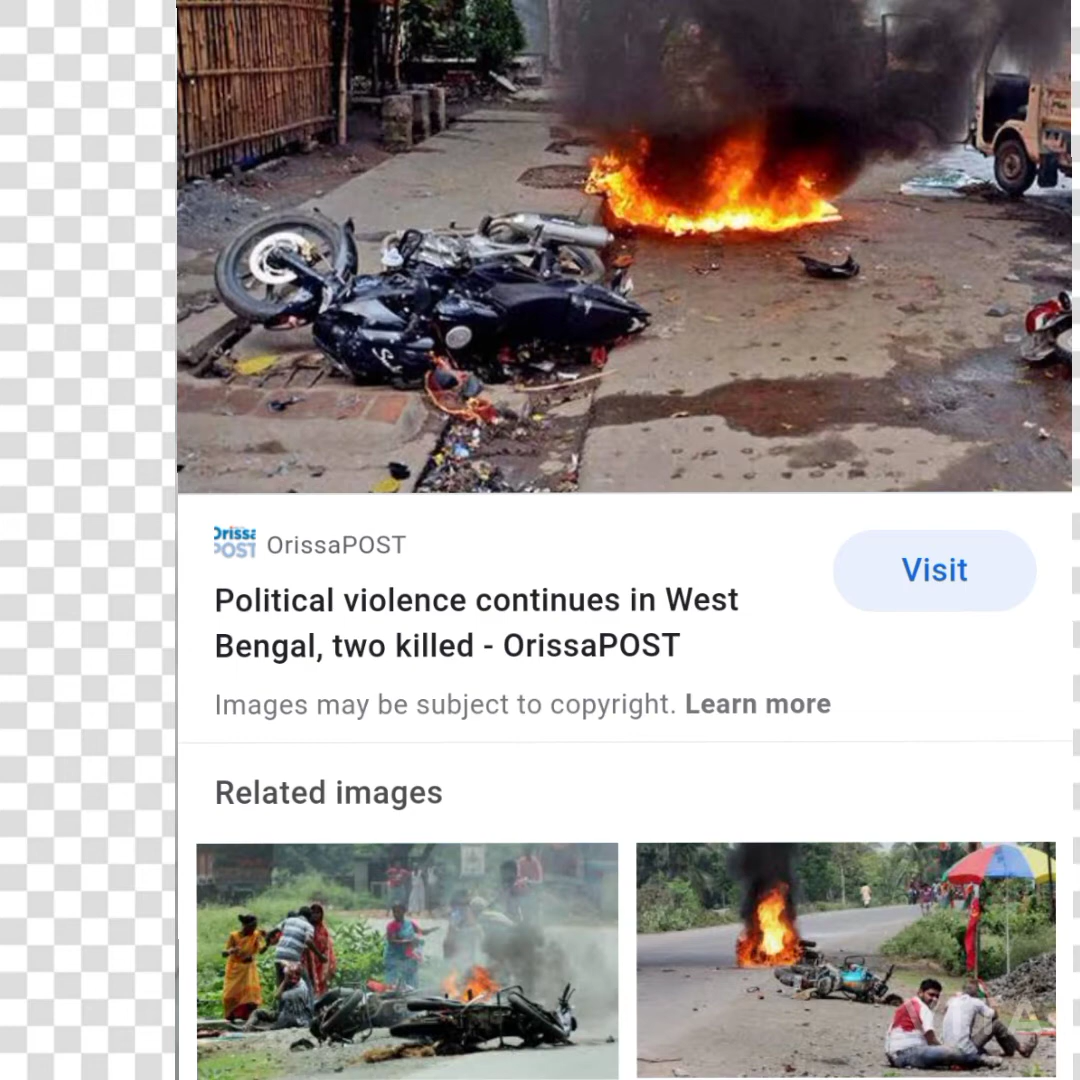 Orissa
POST
OrissaPOST
Visit
Political violence continues in West
Bengal, two killed - OrissaPOST
Images may be subject to copyright. Learn more
Related images